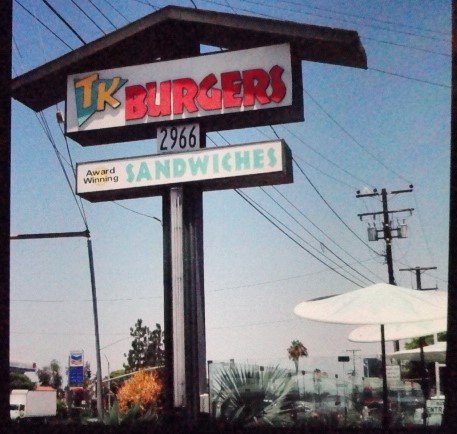 TK BURGERS
2966
Award
Winning
SANDWICHES